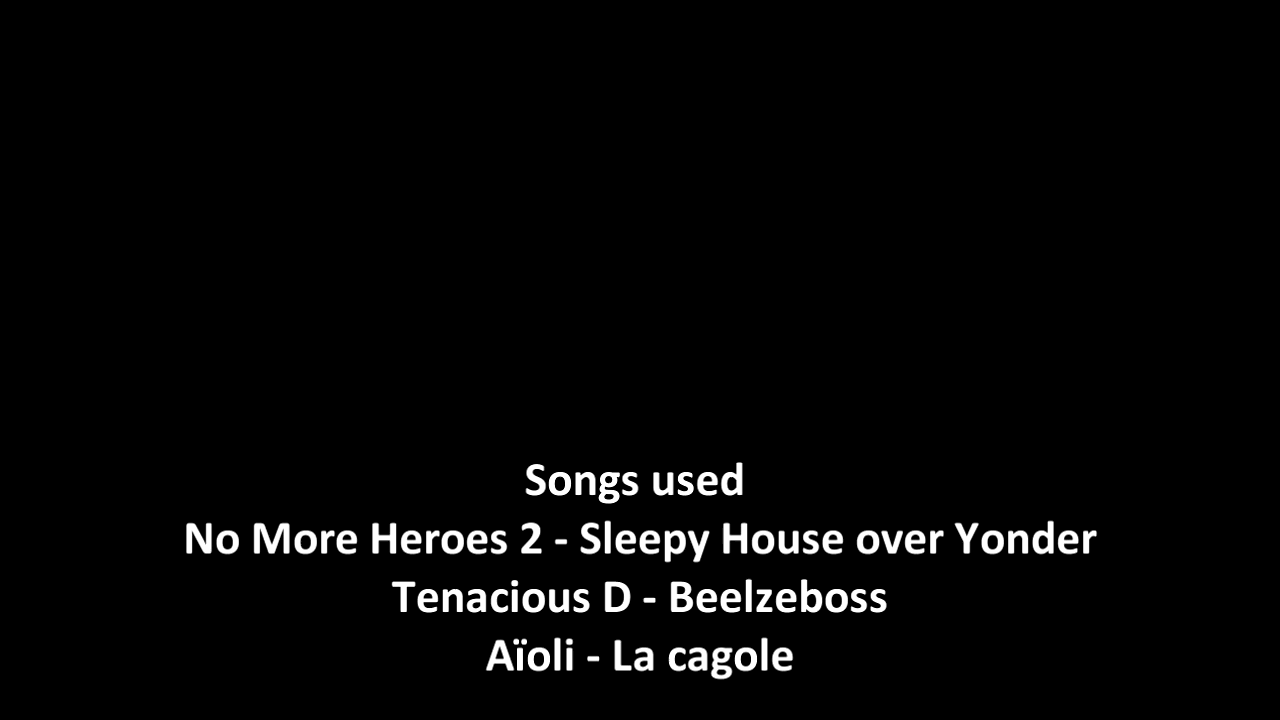 Songs used
No More Heroes 2 - Sleepy House over Yonder
Tenacious D - Beelzeboss
Aïoli - La cagole